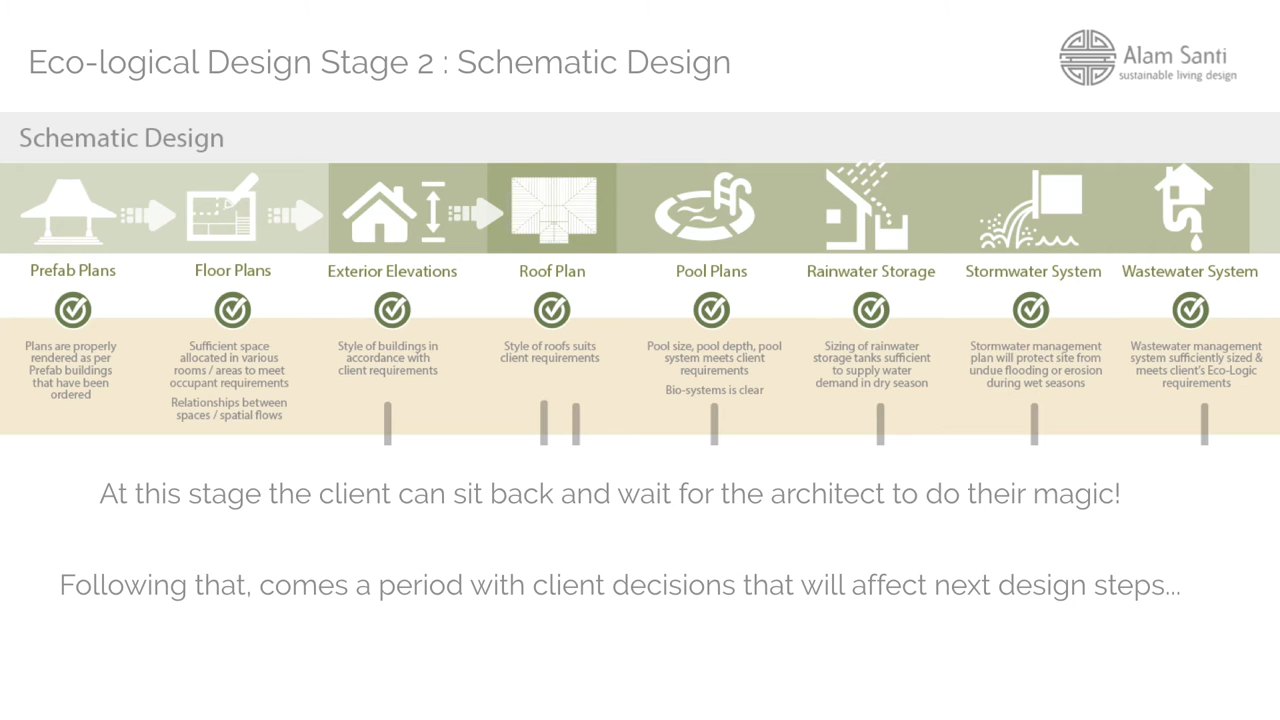 Eco-logical Design Stage 2 : Schematic Design
Alam Santi
sustainable living design
Schematic Design
Prefab Plans
Floor Plans
Exterior Elevations
Roof Plan
Pool Plans
Rainwater Storage
Stormwater System
Wastewater System
Plans are properly
rendered as per
Prefab buildings
that have been
ordered
Sufficient space
allocated in various
rooms / areas to meet
occupant requirements
Relationships between
spaces / spatial flows
Style of buildings in
accordance with
client requirements
Style of roofs suits
client requirements
Pool size, pool depth, pool
system meets client
requirements
Bio-systems is clear
Sizing of rainwater
storage tanks sufficient
to supply water
demand in dry season
Stormwater management
plan will protect site from
undue flooding or erosion
during wet seasons
Wastewater management
system sufficiently sized &
meets client's Eco-Logic
requirements
At this stage the client can sit back and wait for the architect to do their magic!
Following that, comes a period with client decisions that will affect next design steps...